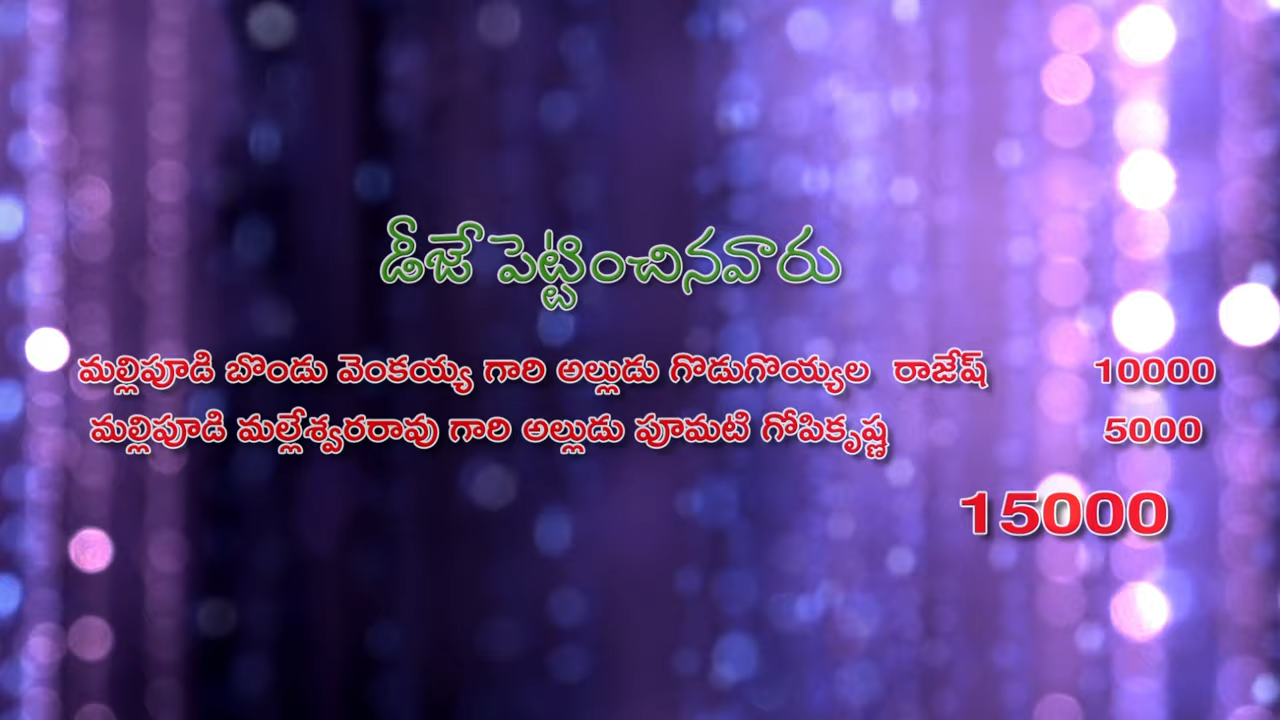 డీజే పెట్టించినవారు
మల్లిపూడి బొండు వెంకయ్య గారి అల్లుడు గొడుగొయ్యల రాజేష్ 10000
మల్లిపూడి మల్లేశ్వరరావు గారి అల్లుడు పూమటి గోపికృష్ణ 5000
15000